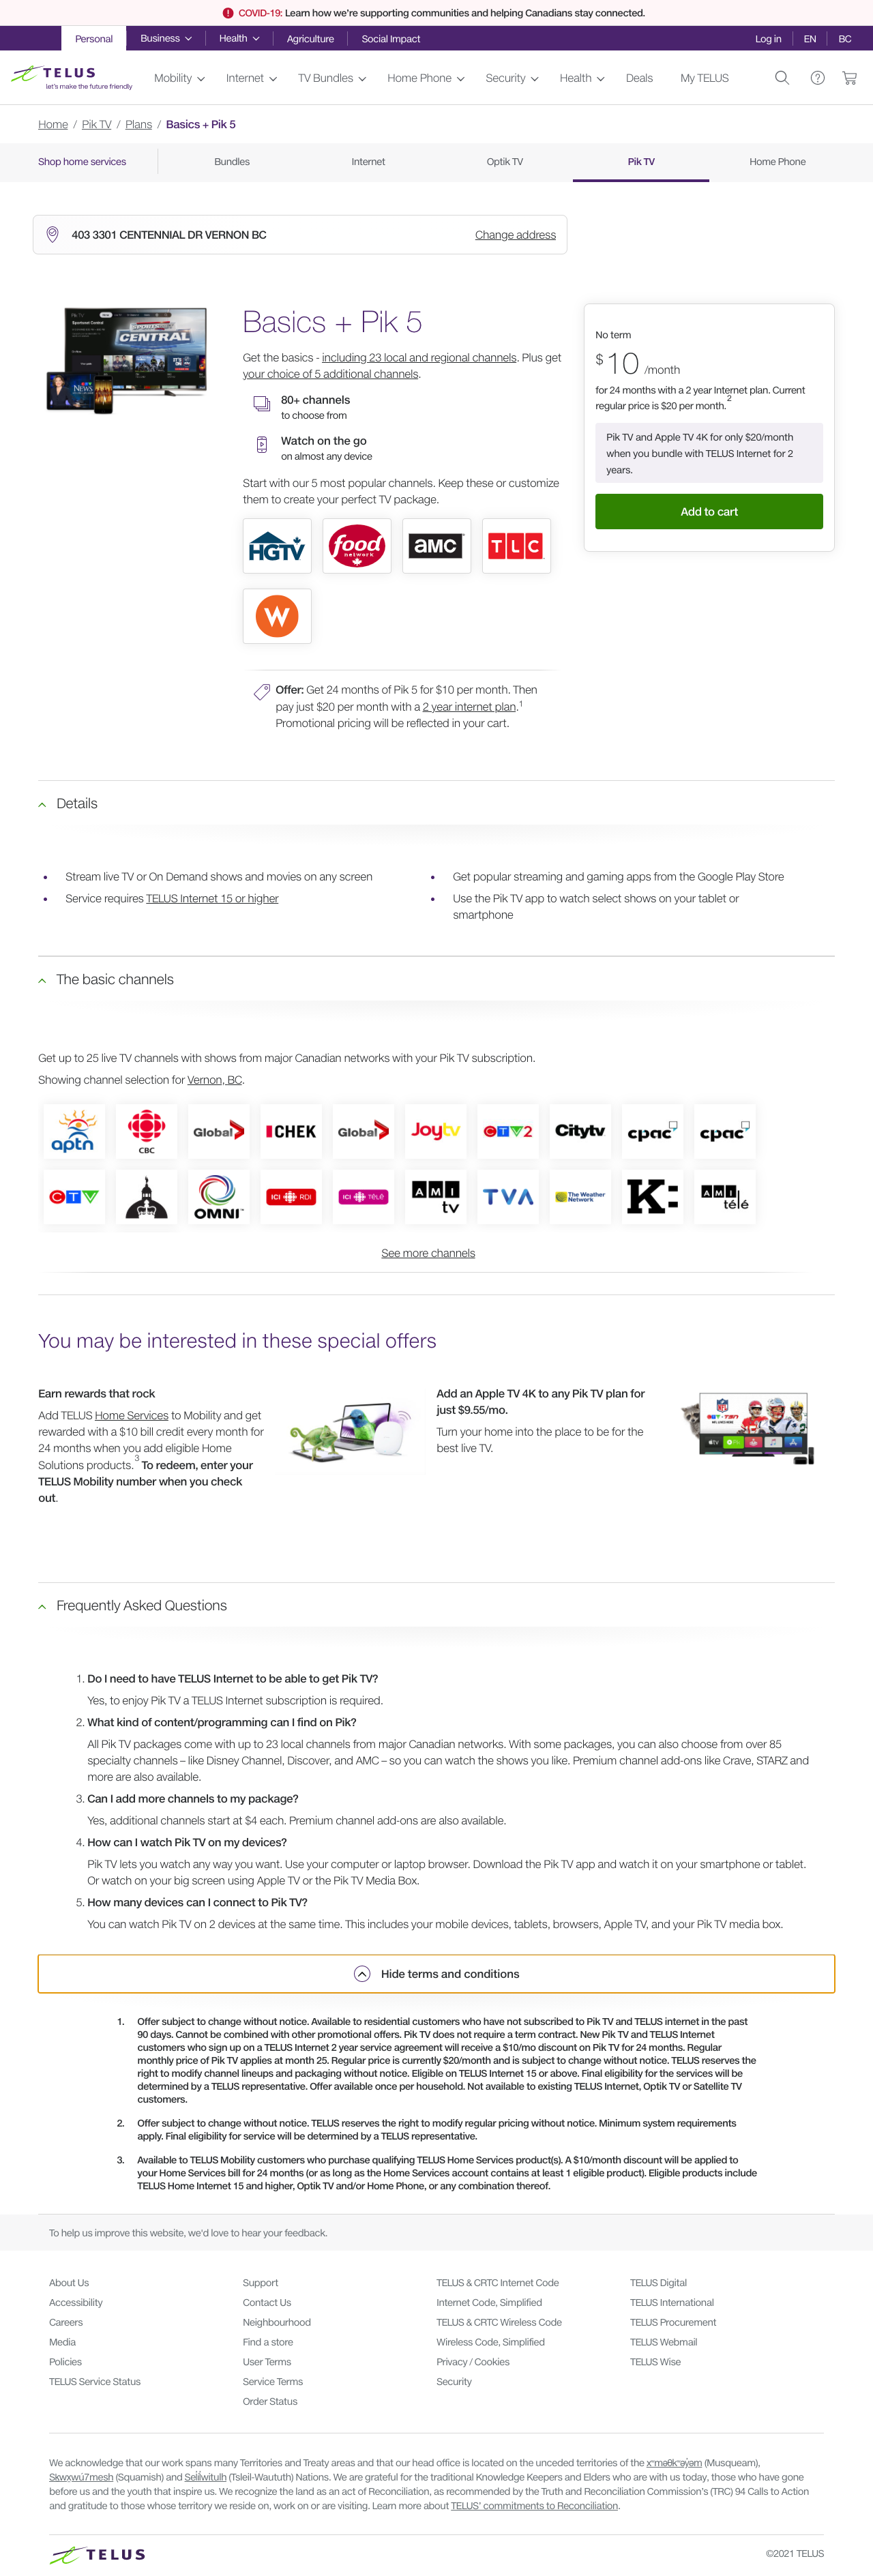 COVID-19: Learn how we're supporting communities and helping Canadians stay connected.
Personal Business Health Agriculture Social Impact Log in EN BC
TELUS
let's make the future friendly
Mobility Internet TV Bundles Home Phone Security Health Deals My TELUS
Home / Pik TV / Plans / Basics + Pik 5
Shop home services Bundles Internet Optik TV Pik TV Home Phone
403 3301 CENTENNIAL DR VERNON BC Change address
Basics + Pik 5
Get the basics - including 23 local and regional channels. Plus get
your choice of 5 additional channels.
80+ channels
to choose from
Watch on the go
on almost any device
Start with our 5 most popular channels. Keep these or customize
them to create your perfect TV package.
HGTV food network AMC TLC
W
Offer: Get 24 months of Pik 5 for $10 per month. Then
pay just $20 per month with a 2 year internet plan.1
Promotional pricing will be reflected in your cart.
No term
$10 /month
for 24 months with a 2 year Internet plan. Current
regular price is $20 per month.2
Pik TV and Apple TV 4K for only $20/month
when you bundle with TELUS Internet for 2
years.
Add to cart
Details
Stream live TV or On Demand shows and movies on any screen
Service requires TELUS Internet 15 or higher
Get popular streaming and gaming apps from the Google Play Store
Use the Pik TV app to watch select shows on your tablet or
smartphone
The basic channels
Get up to 25 live TV channels with shows from major Canadian networks with your Pik TV subscription.
Showing channel selection for Vernon, BC.
aptn CBC Global CHEK Global Joytv CTV2 Citytv cpac cpac
CTV OMNI ICI RDI ICI TÉLÉ AMI tv TVA The Weather Network K: AMI télé
See more channels
You may be interested in these special offers
Earn rewards that rock
Add TELUS Home Services to Mobility and get
rewarded with a $10 bill credit every month for
24 months when you add eligible Home
Solutions products.3 To redeem, enter your
TELUS Mobility number when you check
out.
Add an Apple TV 4K to any Pik TV plan for
just $9.55/mo.
Turn your home into the place to be for the
best live TV.
Frequently Asked Questions
1. Do I need to have TELUS Internet to be able to get Pik TV?
Yes, to enjoy Pik TV a TELUS Internet subscription is required.
2. What kind of content/programming can I find on Pik?
All Pik TV packages come with up to 23 local channels from major Canadian networks. With some packages, you can also choose from over 85
specialty channels – like Disney Channel, Discover, and AMC – so you can watch the shows you like. Premium channel add-ons like Crave, STARZ and
more are also available.
3. Can I add more channels to my package?
Yes, additional channels start at $4 each. Premium channel add-ons are also available.
4. How can I watch Pik TV on my devices?
Pik TV lets you watch any way you want. Use your computer or laptop browser. Download the Pik TV app and watch it on your smartphone or tablet.
Or watch on your big screen using Apple TV or the Pik TV Media Box.
5. How many devices can I connect to Pik TV?
You can watch Pik TV on 2 devices at the same time. This includes your mobile devices, tablets, browsers, Apple TV, and your Pik TV media box.
Hide terms and conditions
1. Offer subject to change without notice. Available to residential customers who have not subscribed to Pik TV and TELUS internet in the past
90 days. Cannot be combined with other promotional offers. Pik TV does not require a term contract. New Pik TV and TELUS Internet
customers who sign up on a TELUS Internet 2 year service agreement will receive a $10/mo discount on Pik TV for 24 months. Regular
monthly price of Pik TV applies at month 25. Regular price is currently $20/month and is subject to change without notice. TELUS reserves the
right to modify channel lineups and packaging without notice. Eligible on TELUS Internet 15 or above. Final eligibility for the services will be
determined by a TELUS representative. Offer available once per household. Not available to existing TELUS Internet, Optik TV or Satellite TV
customers.
2. Offer subject to change without notice. TELUS reserves the right to modify regular pricing without notice. Minimum system requirements
apply. Final eligibility for service will be determined by a TELUS representative.
3. Available to TELUS Mobility customers who purchase qualifying TELUS Home Services product(s). A $10/month discount will be applied to
your Home Services bill for 24 months (or as long as the Home Services account contains at least 1 eligible product). Eligible products include
TELUS Home Internet 15 and higher, Optik TV and/or Home Phone, or any combination thereof.
To help us improve this website, we'd love to hear your feedback.
About Us Support TELUS & CRTC Internet Code TELUS Digital
Accessibility Contact Us Internet Code, Simplified TELUS International
Careers Neighbourhood TELUS & CRTC Wireless Code TELUS Procurement
Media Find a store Wireless Code, Simplified TELUS Webmail
Policies User Terms Privacy / Cookies TELUS Wise
TELUS Service Status Service Terms Security
Order Status
We acknowledge that our work spans many Territories and Treaty areas and that our head office is located on the unceded territories of the xʷməθkʷəy̓əm (Musqueam),
Skwxwú7mesh (Squamish) and Selílwitulh (Tsleil-Waututh) Nations. We are grateful for the traditional Knowledge Keepers and Elders who are with us today, those who have gone
before us and the youth that inspire us. We recognize the land as an act of Reconciliation, as recommended by the Truth and Reconciliation Commission's (TRC) 94 Calls to Action
and gratitude to those whose territory we reside on, work on or are visiting. Learn more about TELUS' commitments to Reconciliation.
TELUS ©2021 TELUS